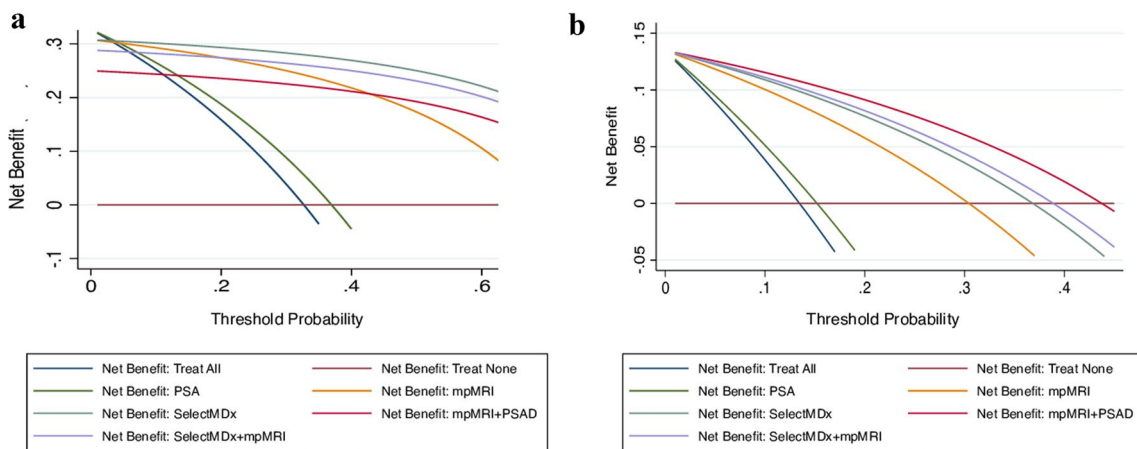 a
Net Benefit
.3
.2
.1
0
-.1
0
.2
.4
.6
Threshold Probability
Net Benefit: Treat All
Net Benefit: Treat None
Net Benefit: PSA
Net Benefit: mpMRI
Net Benefit: SelectMDx
Net Benefit: mpMRI+PSAD
Net Benefit: SelectMDx+mpMRI
b
Net Benefit
.15
.1
.05
0
-.05
0
.1
.2
.3
.4
Threshold Probability
Net Benefit: Treat All
Net Benefit: Treat None
Net Benefit: PSA
Net Benefit: mpMRI
Net Benefit: SelectMDx
Net Benefit: mpMRI+PSAD
Net Benefit: SelectMDx+mpMRI